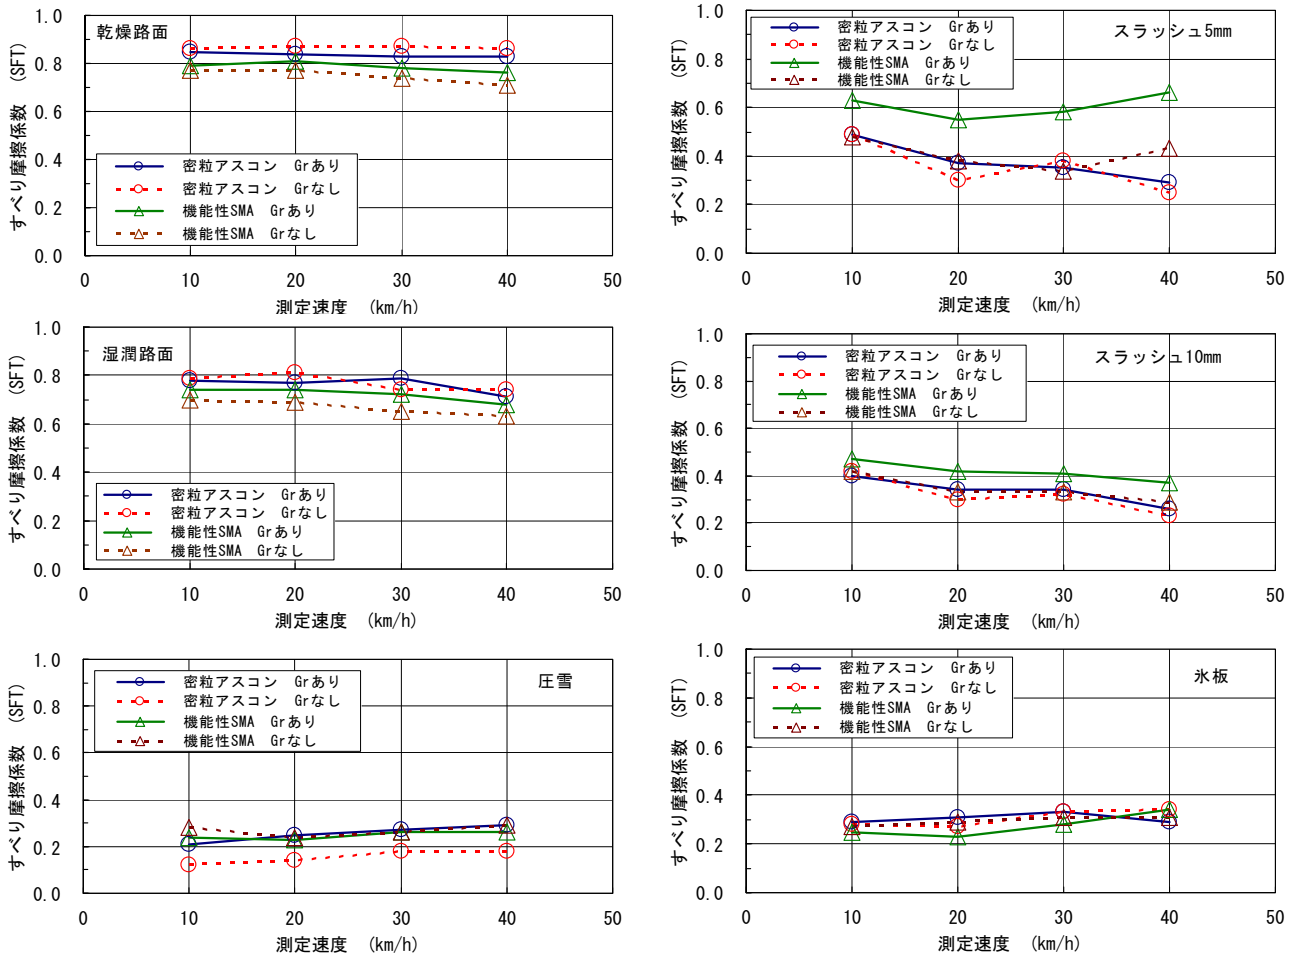 乾燥路面
すべり摩擦係数 (SFT)
1.0
0.8
0.6
0.4
0.2
0.0
密粒アスコン Grあり
密粒アスコン Grなし
機能性SMA Grあり
機能性SMA Grなし
0 10 20 30 40 50
測定速度 (km/h)
スラッシュ5mm
すべり摩擦係数 (SFT)
1.0
0.8
0.6
0.4
0.2
0.0
密粒アスコン Grあり
密粒アスコン Grなし
機能性SMA Grあり
機能性SMA Grなし
0 10 20 30 40 50
測定速度 (km/h)
湿潤路面
すべり摩擦係数 (SFT)
1.0
0.8
0.6
0.4
0.2
0.0
密粒アスコン Grあり
密粒アスコン Grなし
機能性SMA Grあり
機能性SMA Grなし
0 10 20 30 40 50
測定速度 (km/h)
スラッシュ10mm
すべり摩擦係数 (SFT)
1.0
0.8
0.6
0.4
0.2
0.0
密粒アスコン Grあり
密粒アスコン Grなし
機能性SMA Grあり
機能性SMA Grなし
0 10 20 30 40 50
測定速度 (km/h)
圧雪
すべり摩擦係数 (SFT)
1.0
0.8
0.6
0.4
0.2
0.0
密粒アスコン Grあり
密粒アスコン Grなし
機能性SMA Grあり
機能性SMA Grなし
0 10 20 30 40 50
測定速度 (km/h)
氷板
すべり摩擦係数 (SFT)
1.0
0.8
0.6
0.4
0.2
0.0
密粒アスコン Grあり
密粒アスコン Grなし
機能性SMA Grあり
機能性SMA Grなし
0 10 20 30 40 50
測定速度 (km/h)